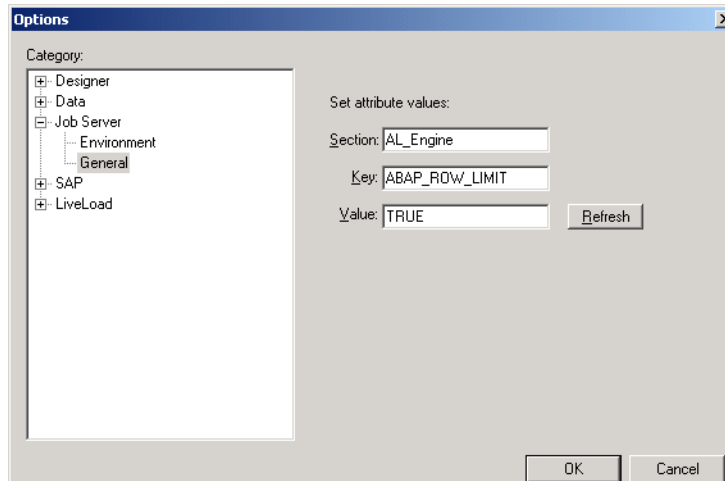 Options
Category:
Designer
Data
Job Server
Environment
General
SAP
LiveLoad
Set attribute values:
Section: AL_Engine
Key: ABAP_ROW_LIMIT
Value: TRUE Refresh
OK Cancel